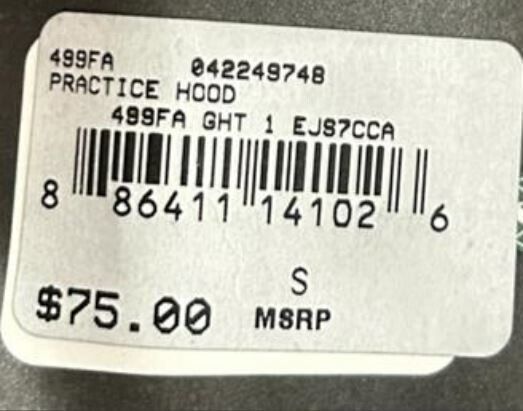 499FA 042249748
PRACTICE HOOD
499FA GHT 1 EJS7CCA
8 86411 14102 6
S
$75.00 MSRP